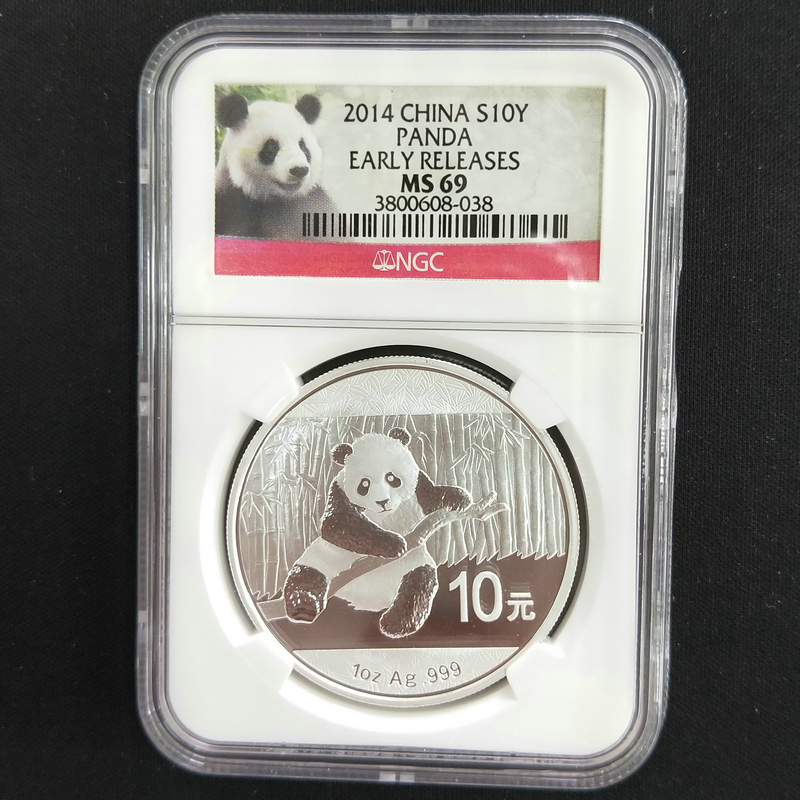 2014 CHINA S10Y
PANDA
EARLY RELEASES
MS 69
3800608-038
NGC
10元
1oz Ag .999